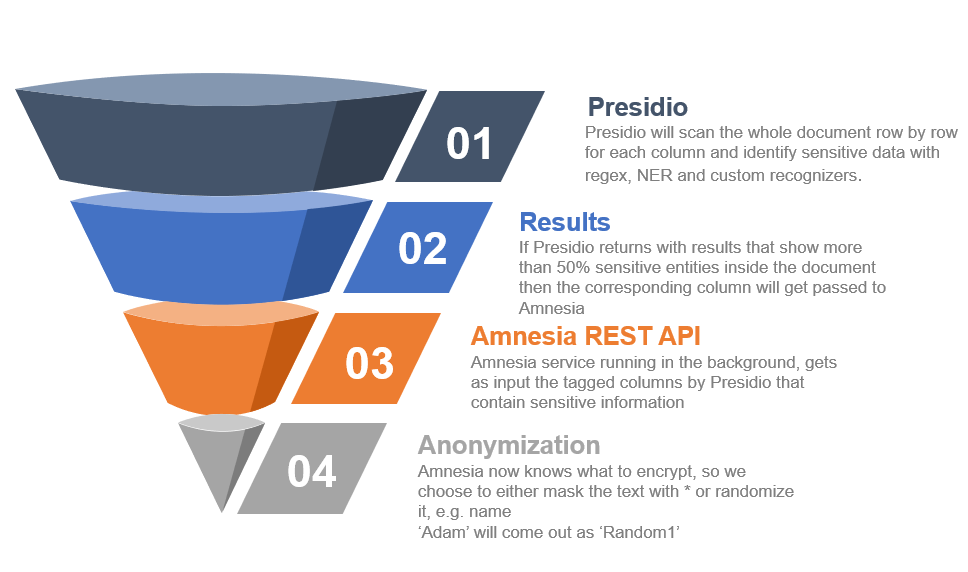 01
Presidio
Presidio will scan the whole document row by row
for each column and identify sensitive data with
regex, NER and custom recognizers.
02
Results
If Presidio returns with results that show more
than 50% sensitive entities inside the document
then the corresponding column will get passed to
Amnesia
03
Amnesia REST API
Amnesia service running in the background, gets
as input the tagged columns by Presidio that
contain sensitive information
04
Anonymization
Amnesia now knows what to encrypt, so we
choose to either mask the text with * or randomize
it, e.g. name
‘Adam’ will come out as ‘Random1’